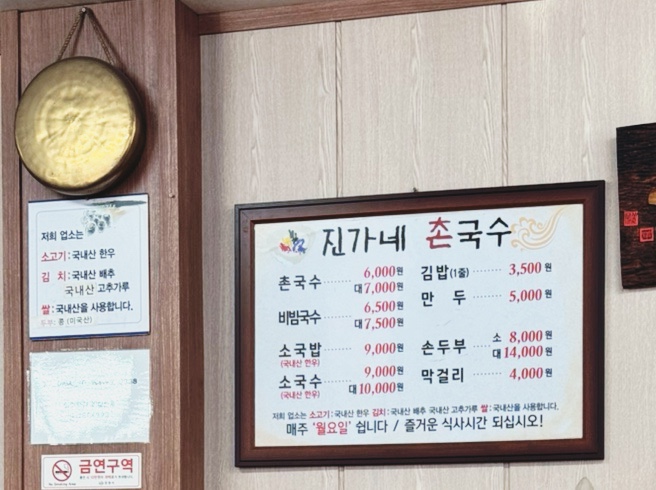 저희 업소는
소고기 : 국내산 한우
김 치 : 국내산 배추
국내산 고추가루
쌀 : 국내산을 사용합니다.
두부: 콩 (미국산)
금연구역
No Smoking Area
진가네 촌국수
촌국수 6,000원
대 7,000원
비빔국수 6,500원
대 7,500원
소국밥 9,000원
(국내산 한우)
소국수 9,000원
(국내산 한우) 대 10,000원
김밥(1줄) 3,500원
만 두 5,000원
손두부 소 8,000원
대 14,000원
막걸리 4,000원
저희 업소는 소고기 : 국내산 한우 김치 : 국내산 배추 국내산 고추가루 쌀 : 국내산을 사용합니다.
매주 '월요일' 쉽니다 / 즐거운 식사시간 되십시오!